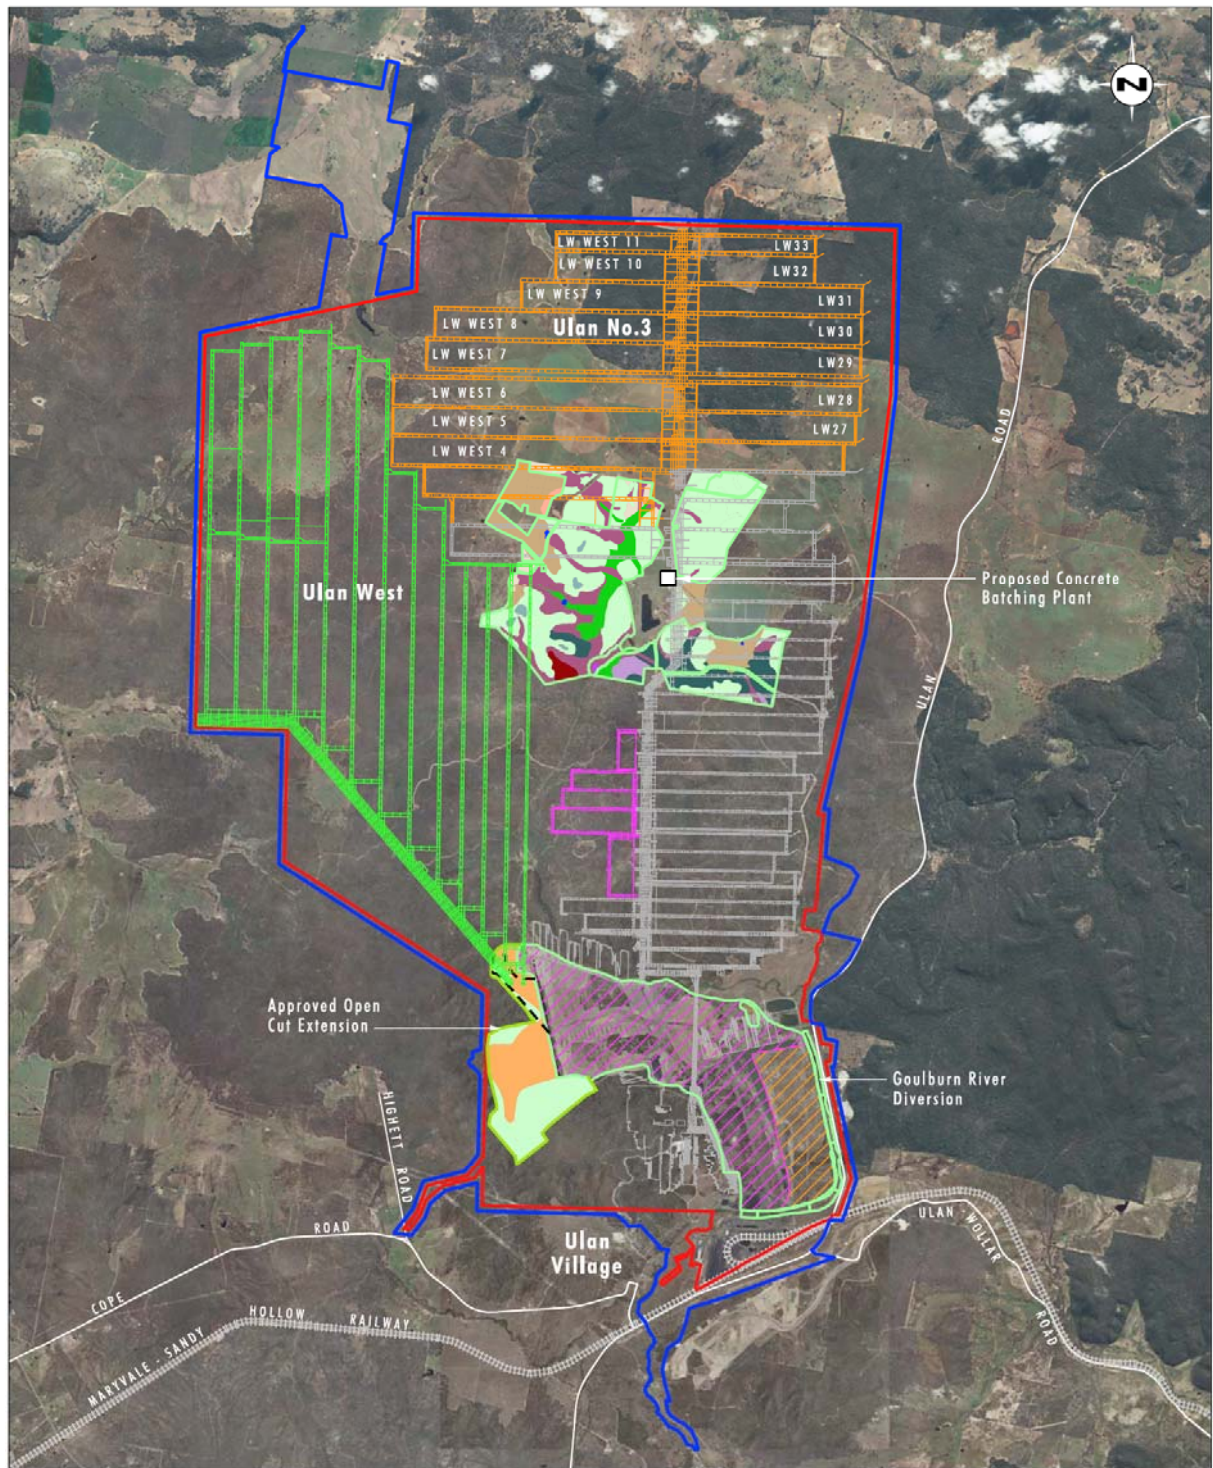 N
LW WEST 11
LW33
LW WEST 10
LW32
LW WEST 9
LW31
Ulan No.3
LW WEST 8
LW30
LW WEST 7
LW29
LW WEST 6
LW28
LW WEST 5
LW27
LW WEST 4
ROAD
Proposed Concrete
Batching Plant
Ulan West
ULAN
Approved Open
Cut Extension
Goulburn River
Diversion
HIGHETT ROAD
ULAN - WOLLAR
ROAD
Ulan
Village
COPE ROAD
MARYVALE - SANDY HOLLOW RAILWAY